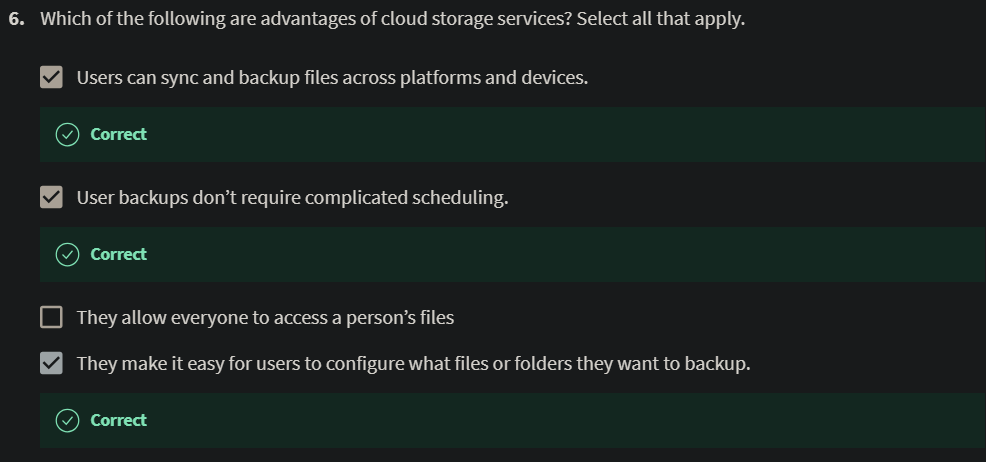 6. Which of the following are advantages of cloud storage services? Select all that apply.
Users can sync and backup files across platforms and devices.
Correct
User backups don’t require complicated scheduling.
Correct
They allow everyone to access a person’s files
They make it easy for users to configure what files or folders they want to backup.
Correct